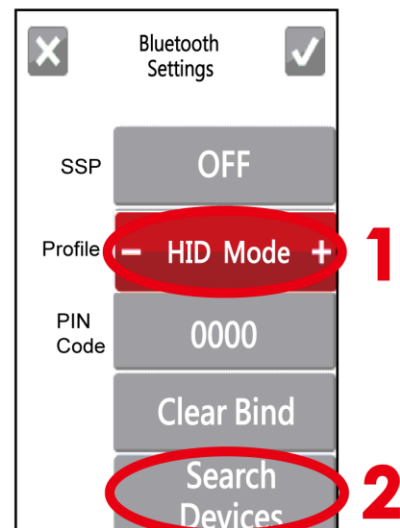 Bluetooth
Settings
SSP OFF
Profile − HID Mode + 1
PIN
Code 0000
Clear Bind
Search
Devices 2